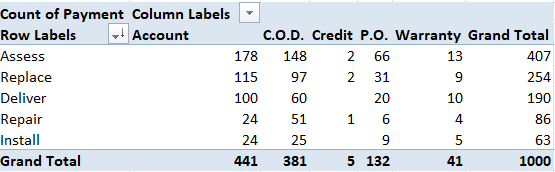 Count of Payment Column Labels
Row Labels Account C.O.D. Credit P.O. Warranty Grand Total
Assess 178 148 2 66 13 407
Replace 115 97 2 31 9 254
Deliver 100 60 20 10 190
Repair 24 51 1 6 4 86
Install 24 25 9 5 63
Grand Total 441 381 5 132 41 1000